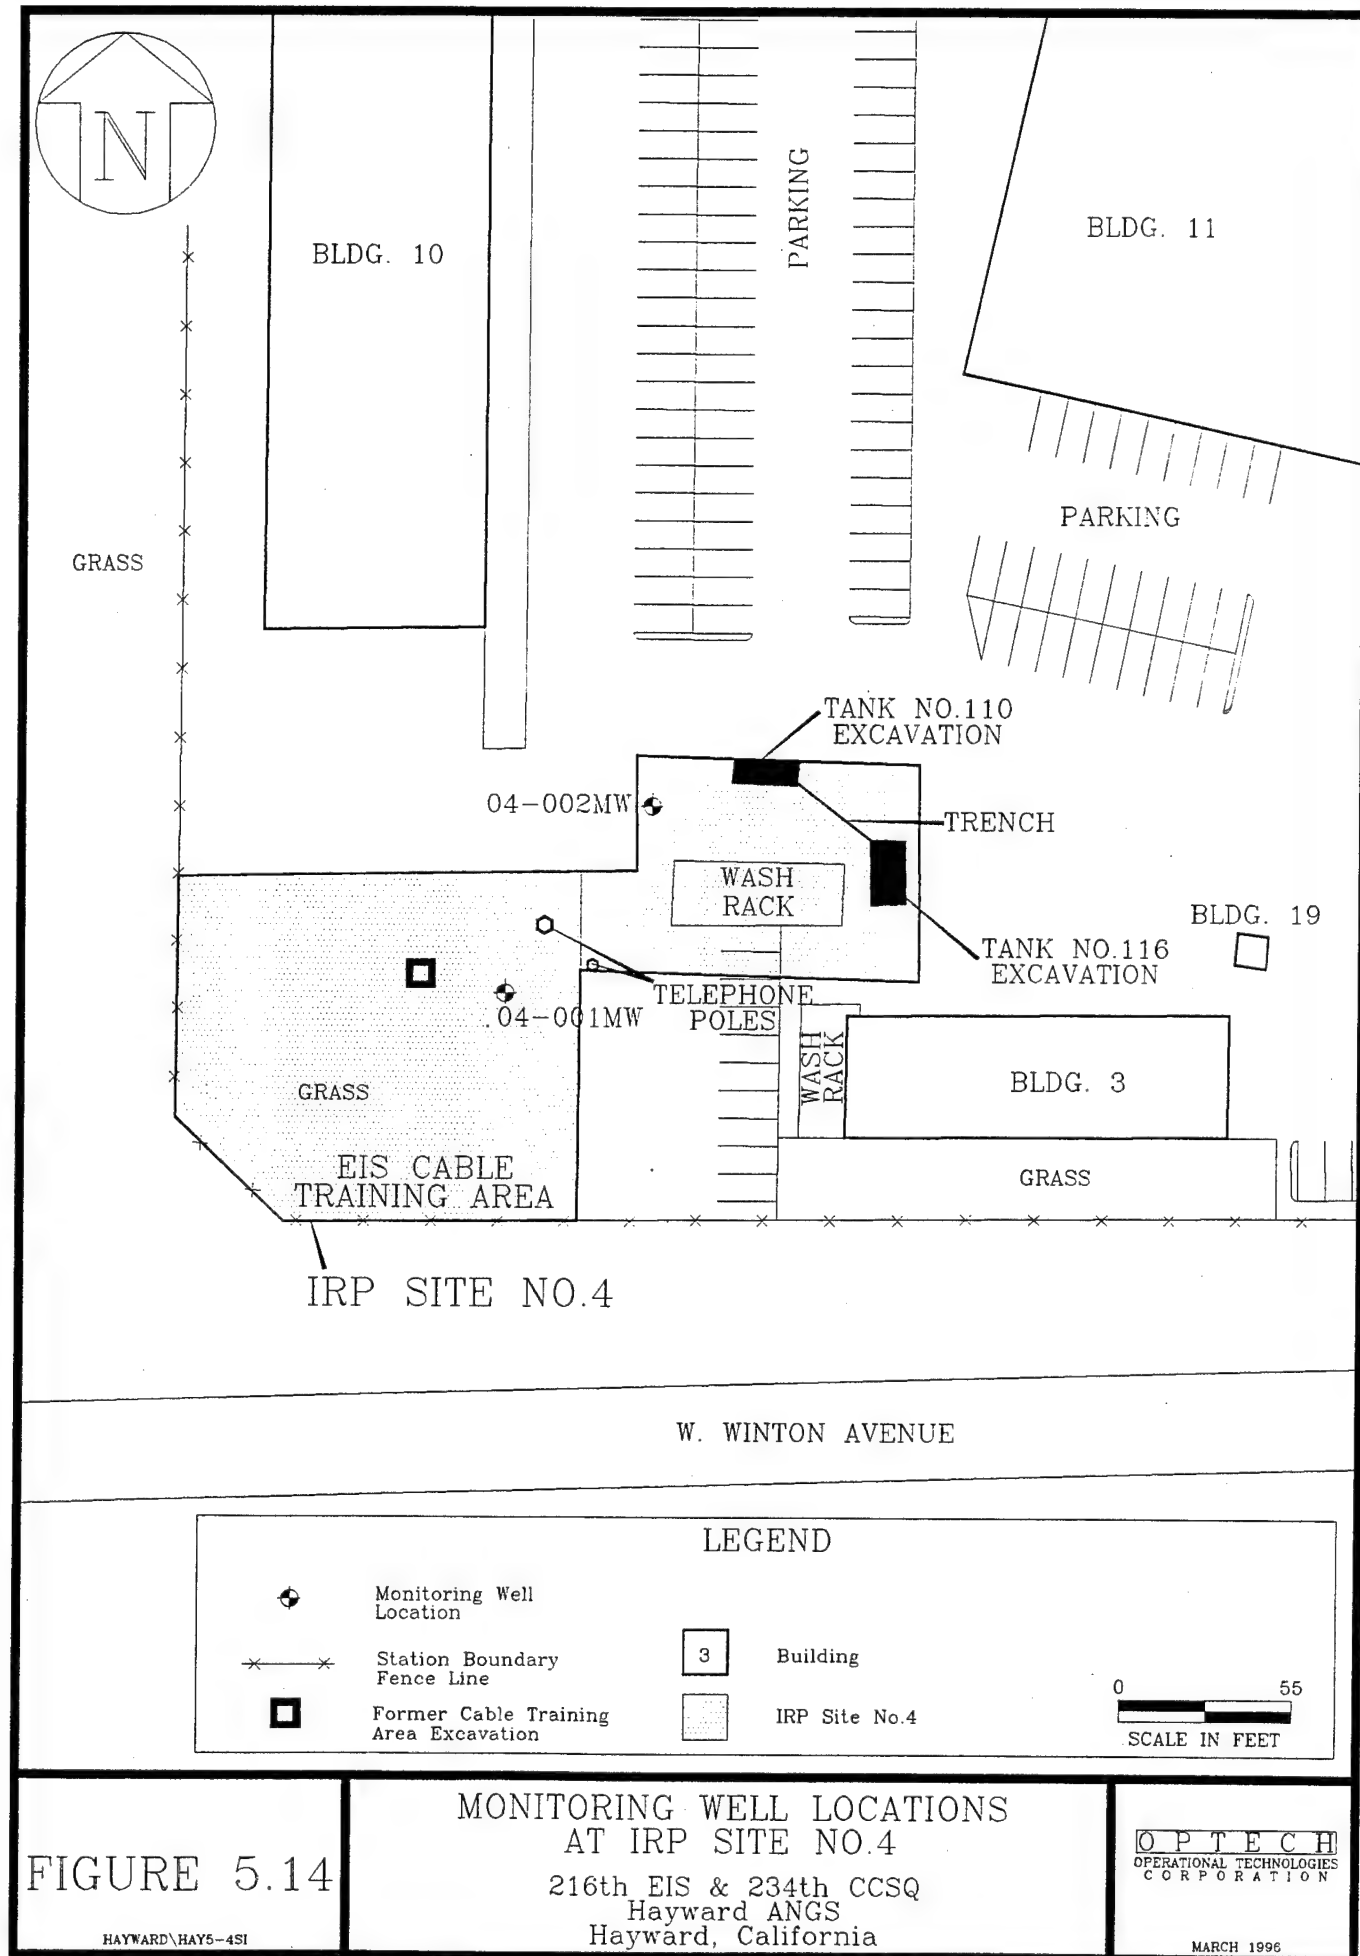 N
BLDG. 10
PARKING
BLDG. 11
GRASS
PARKING
TANK NO.110
EXCAVATION
04-002MW
TRENCH
WASH
RACK
BLDG. 19
TANK NO.116
EXCAVATION
TELEPHONE
POLES
04-001MW
WASH
RACK
BLDG. 3
GRASS
EIS CABLE
TRAINING AREA
GRASS
IRP SITE NO.4
W. WINTON AVENUE
LEGEND
Monitoring Well
Location
Station Boundary
Fence Line
3
Building
Former Cable Training
Area Excavation
IRP Site No.4
0 55
SCALE IN FEET
FIGURE 5.14
HAYWARD\HAY5-4SI
MONITORING WELL LOCATIONS
AT IRP SITE NO.4
216th EIS & 234th CCSQ
Hayward ANGS
Hayward, California
OPTECH
OPERATIONAL TECHNOLOGIES
CORPORATION
MARCH 1996